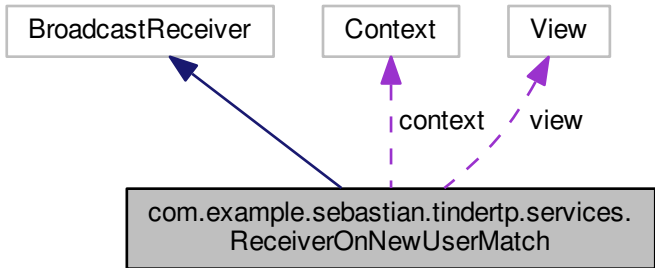 BroadcastReceiver
Context
View
context
view
com.example.sebastian.tindertp.services.
ReceiverOnNewUserMatch